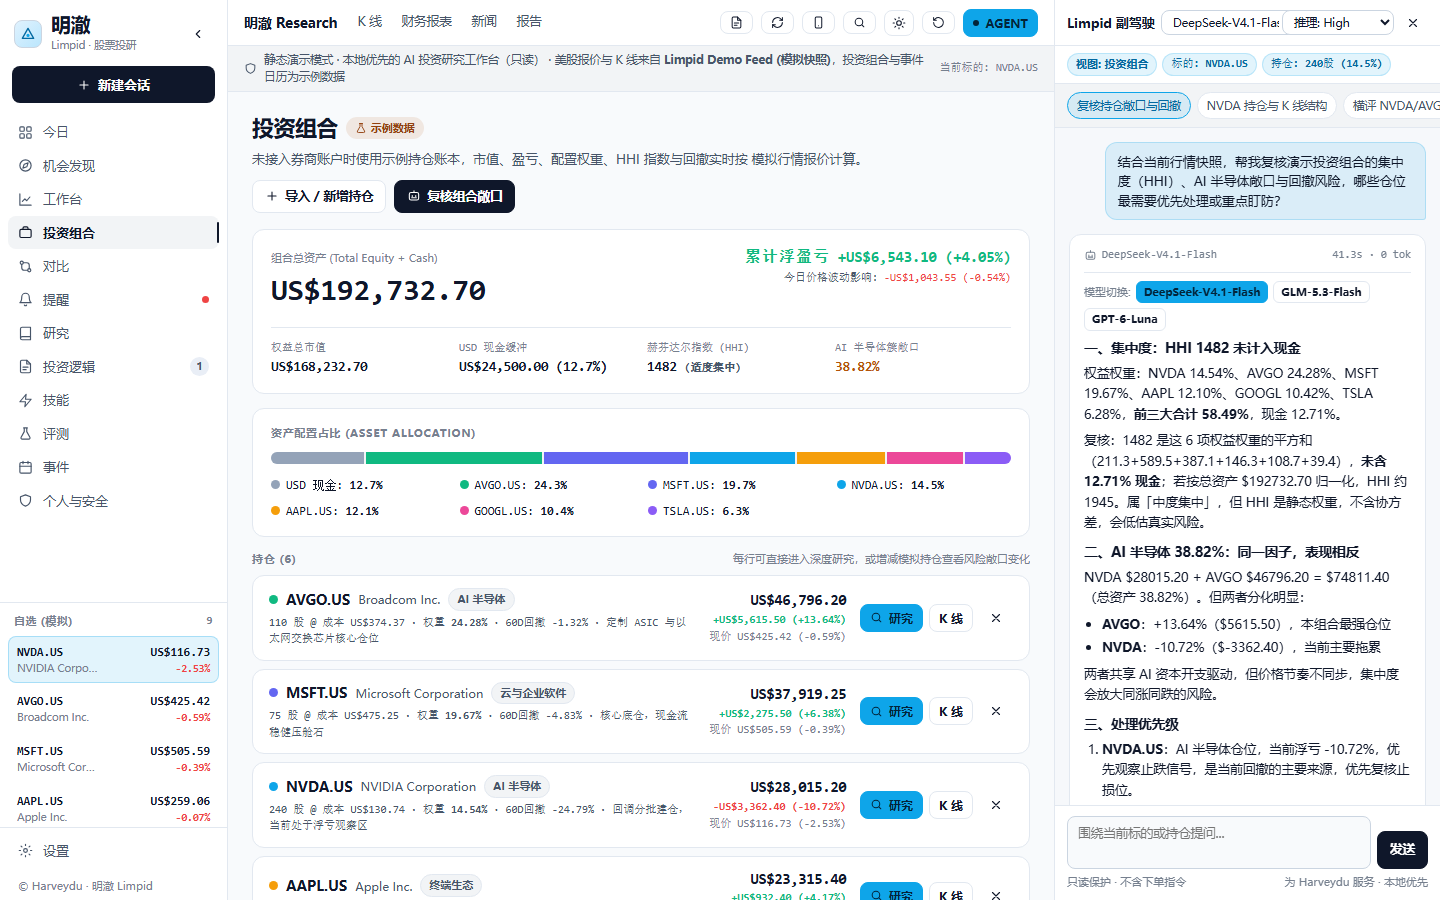 明澈
Limpid · 股票投研
+ 新建会话
今日
机会发现
工作台
投资组合
对比
提醒
研究
投资逻辑 1
技能
评测
事件
个人与安全
自选 (模拟) 9
NVDA.US US$116.73
NVIDIA Corpo... -2.53%
AVGO.US US$425.42
Broadcom Inc. -0.59%
MSFT.US US$505.59
Microsoft Cor... -0.39%
AAPL.US US$259.06
Apple Inc. -0.07%
设置
© Harveydu · 明澈 Limpid
明澈 Research K 线 财务报表 新闻 报告 AGENT
静态演示模式 · 本地优先的 AI 投资研究工作台（只读） · 美股报价与 K 线来自 Limpid Demo Feed (模拟快照)，投资组合与事件
日历为示例数据
当前标的: NVDA.US
投资组合 示例数据
未接入券商账户时使用示例持仓账本，市值、盈亏、配置权重、HHI 指数与回撤实时按 模拟行情报价计算。
+ 导入 / 新增持仓 复核组合敞口
组合总资产 (Total Equity + Cash)
US$192,732.70
累计浮盈亏 +US$6,543.10 (+4.05%)
今日价格波动影响: -US$1,043.55 (-0.54%)
权益总市值 USD 现金缓冲 赫芬达尔指数 (HHI) AI 半导体簇敞口
US$168,232.70 US$24,500.00 (12.7%) 1482 (适度集中) 38.82%
资产配置占比 (ASSET ALLOCATION)
USD 现金: 12.7% AVGO.US: 24.3% MSFT.US: 19.7% NVDA.US: 14.5%
AAPL.US: 12.1% GOOGL.US: 10.4% TSLA.US: 6.3%
持仓 (6) 每行可直接进入深度研究，或增减模拟持仓查看风险敞口变化
AVGO.US Broadcom Inc. AI 半导体
110 股 @ 成本 US$374.37 · 权重 24.28% · 60D回撤 -1.32% · 定制 ASIC 与以
太网交换芯片核心仓位
US$46,796.20
+US$5,615.50 (+13.64%)
现价 US$425.42 (-0.59%)
研究 K 线
MSFT.US Microsoft Corporation 云与企业软件
75 股 @ 成本 US$475.25 · 权重 19.67% · 60D回撤 -4.83% · 核心底仓，现金流
稳健压舱石
US$37,919.25
+US$2,275.50 (+6.38%)
现价 US$505.59 (-0.39%)
研究 K 线
NVDA.US NVIDIA Corporation AI 半导体
240 股 @ 成本 US$130.74 · 权重 14.54% · 60D回撤 -24.79% · 回调分批建仓，
当前处于浮亏观察区
US$28,015.20
-US$3,362.40 (-10.72%)
现价 US$116.73 (-2.53%)
研究 K 线
AAPL.US Apple Inc. 终端生态
US$23,315.40
+US$932.40 (+4.17%)
研究 K 线
Limpid 副驾驶 DeepSeek-V4.1-Flas 推理: High
视图: 投资组合 标的: NVDA.US 持仓: 240股 (14.5%)
复核持仓敞口与回撤 NVDA 持仓与 K 线结构 横评 NVDA/AVG
结合当前行情快照，帮我复核演示投资组合的集中
度（HHI）、AI 半导体敞口与回撤风险，哪些仓位
最需要优先处理或重点盯防？
DeepSeek-V4.1-Flash 41.3s · 0 tok
模型切换: DeepSeek-V4.1-Flash GLM-5.3-Flash
GPT-6-Luna
一、集中度：HHI 1482 未计入现金
权益权重：NVDA 14.54%、AVGO 24.28%、MSFT
19.67%、AAPL 12.10%、GOOGL 10.42%、TSLA
6.28%，前三大合计 58.49%，现金 12.71%。
复核：1482 是这 6 项权益权重的平方和
（211.3+589.5+387.1+146.3+108.7+39.4），未含
12.71% 现金；若按总资产 $192732.70 归一化，HHI 约
1945。属「中度集中」，但 HHI 是静态权重，不含协方
差，会低估真实风险。
二、AI 半导体 38.82%：同一因子，表现相反
NVDA $28015.20 + AVGO $46796.20 = $74811.40
（总资产 38.82%）。但两者分化明显：
• AVGO：+13.64%（$5615.50），本组合最强仓位
• NVDA：-10.72%（$-3362.40），当前主要拖累
两者共享 AI 资本开支驱动，但价格节奏不同步，集中度
会放大同涨同跌的风险。
三、处理优先级
1. NVDA.US：AI 半导体仓位，当前浮亏 -10.72%，优
先观察止跌信号，是当前回撤的主要来源，优先复核止
损位。
围绕当前标的或持仓提问...
发送
只读保护 · 不含下单指令 为 Harveydu 服务 · 本地优先